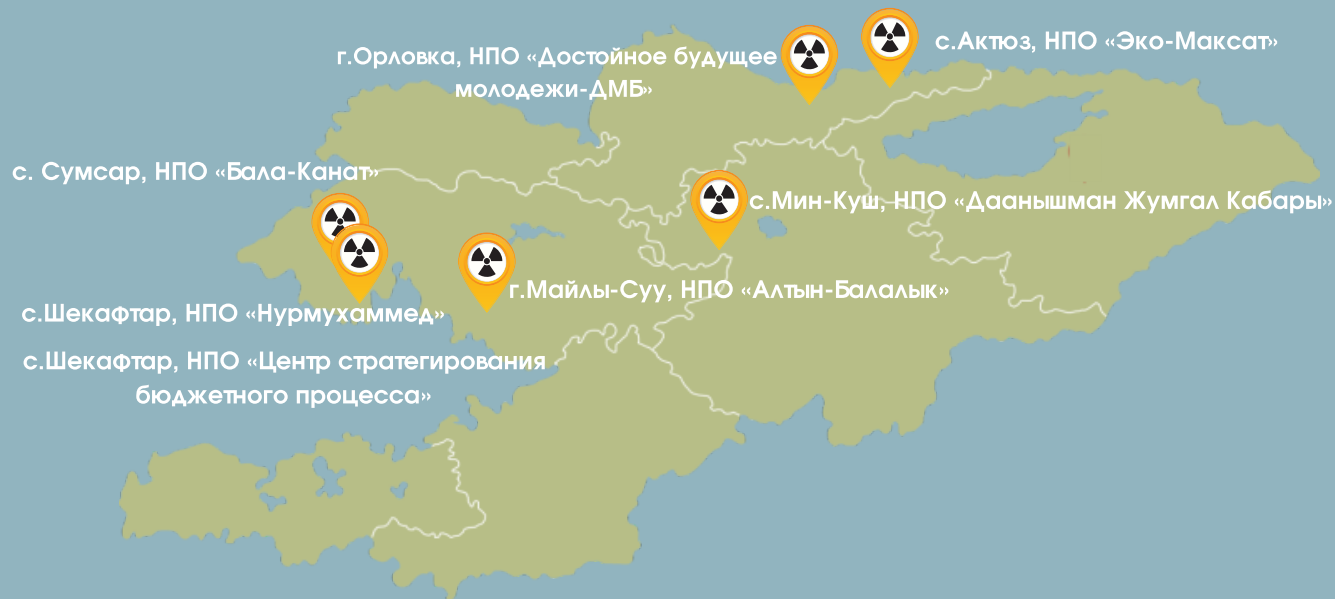 г.Орловка, НПО «Достойное будущее
молодежи-ДМБ»
с.Актюз, НПО «Эко-Максат»
с. Сумсар, НПО «Бала-Канат»
с.Мин-Куш, НПО «Даанышман Жумгал Кабары»
г.Майлы-Суу, НПО «Алтын-Балалык»
с.Шекафтар, НПО «Нурмухаммед»
с.Шекафтар, НПО «Центр стратегирования
бюджетного процесса»